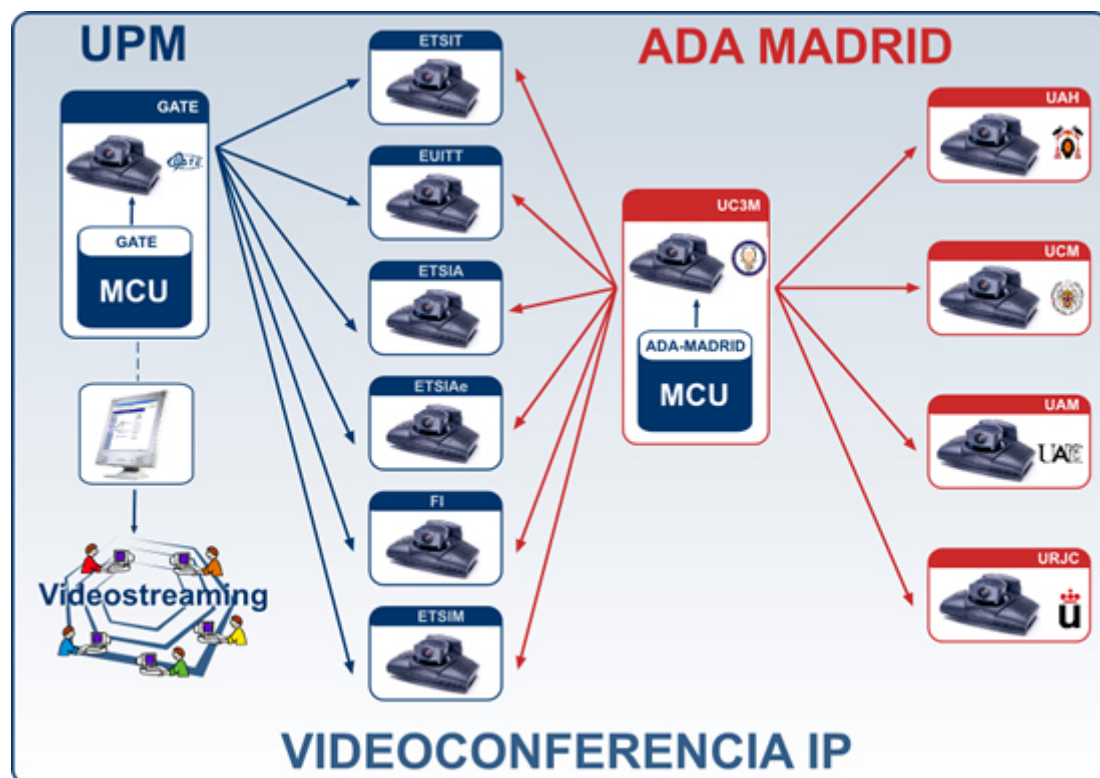 UPM
ADA MADRID
GATE
GATE
MCU
Videostreaming
ETSIT
EUITT
ETSIA
ETSIAe
FI
ETSIM
UC3M
ADA-MADRID
MCU
UAH
UCM
UAM
URJC
ü
VIDEOCONFERENCIA IP